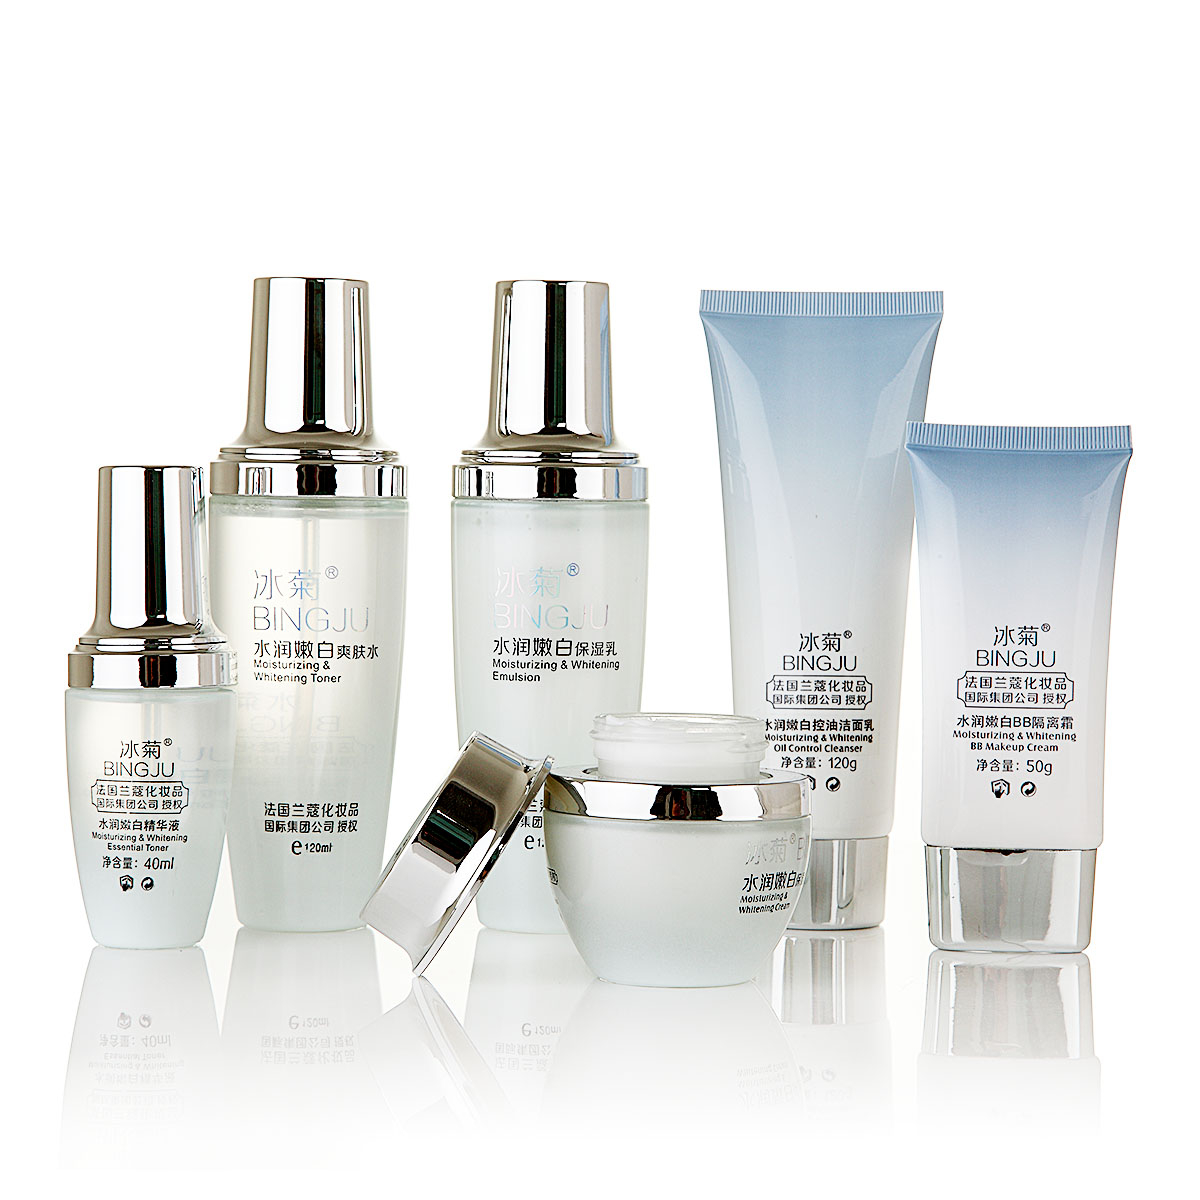 冰菊®
BINGJU
法国兰蔻化妆品
国际集团公司 授权
水润嫩白精华液
Moisturizing & Whitening
Essential Toner
净含量：40ml
冰菊®
BINGJU
水润嫩白爽肤水
Moisturizing &
Whitening Toner
法国兰蔻化妆品
国际集团公司 授权
e120ml
冰菊®
BINGJU
水润嫩白保湿乳
Moisturizing & Whitening
Emulsion
冰菊®
水润嫩白
Moisturizing &
Whitening Cream
冰菊®
BINGJU
法国兰蔻化妆品
国际集团公司 授权
水润嫩白控油洁面乳
Moisturizing & Whitening
Oil Control Cleanser
净含量：120g
冰菊®
BINGJU
法国兰蔻化妆品
国际集团公司 授权
水润嫩白BB隔离霜
Moisturizing & Whitening
BB Makeup Cream
净含量：50g